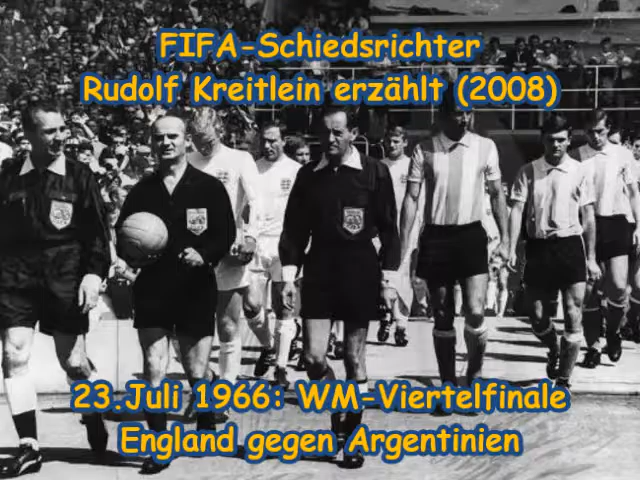 FIFA-Schiedsrichter
Rudolf Kreitlein erzählt (2008)
23.Juli 1966: WM-Viertelfinale
England gegen Argentinien